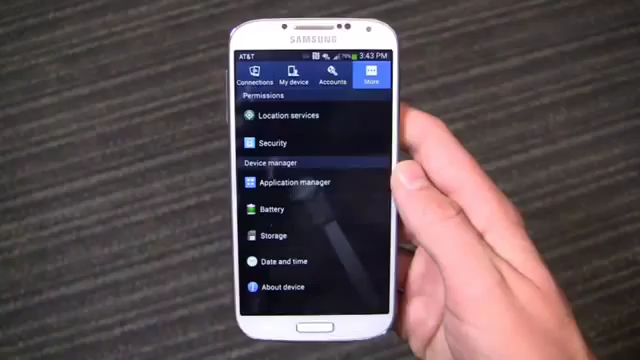 SAMSUNG
AT&T 76% 3:43 PM
Connections My device Accounts More
Permissions
Location services
Security
Device manager
Application manager
Battery
Storage
Date and time
About device